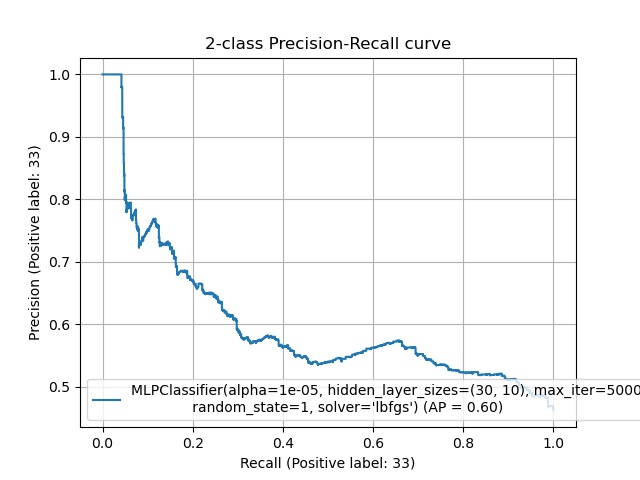 2-class Precision-Recall curve
1.0
0.9
0.8
0.7
0.6
0.5
Precision (Positive label: 33)
MLPClassifier(alpha=1e-05, hidden_layer_sizes=(30, 10), max_iter=5000
random_state=1, solver='lbfgs') (AP = 0.60)
0.0 0.2 0.4 0.6 0.8 1.0
Recall (Positive label: 33)